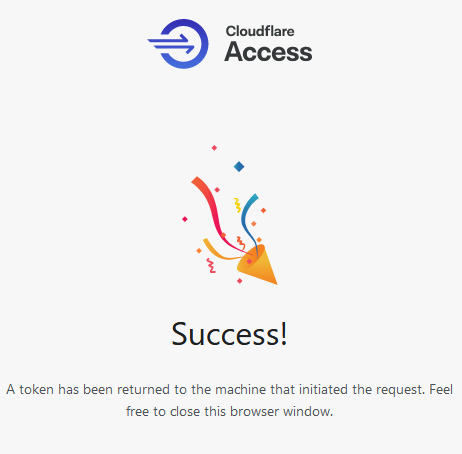 Cloudflare
Access
Success!
A token has been returned to the machine that initiated the request. Feel
free to close this browser window.